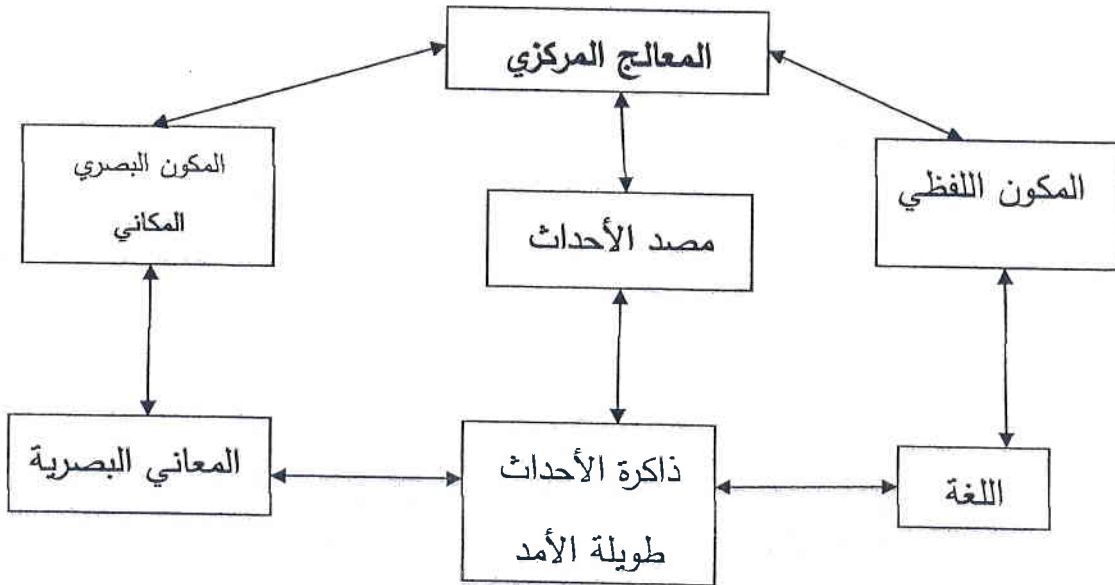 المعالج المركزي
المكون اللفظي
مصد الأحداث
المكون البصري
المكاني
اللغة
ذاكرة الأحداث
طويلة الأمد
المعاني البصرية